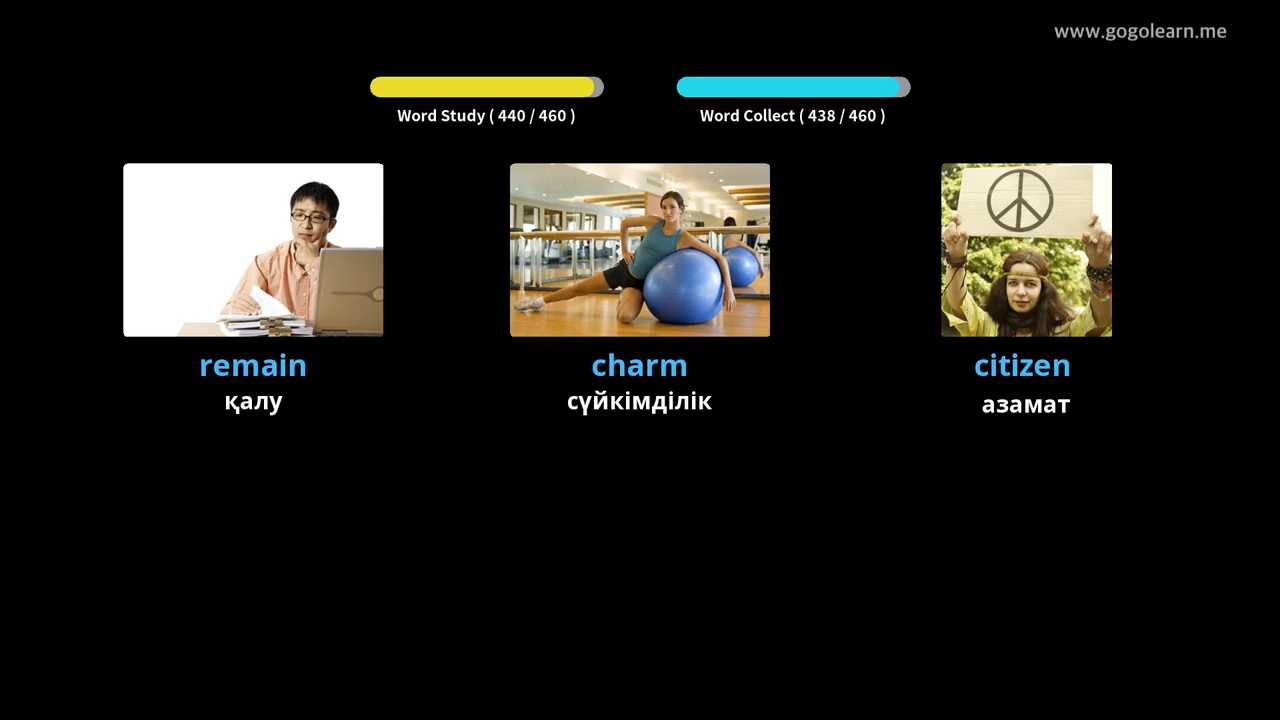 www.gogolearn.me
Word Study ( 440 / 460 )
Word Collect ( 438 / 460 )
remain
қалу
charm
сүйкімділік
citizen
азамат